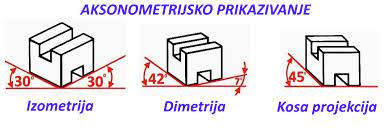 AKSONOMETRIJSKO PRIKAZIVANJE
30° 30° 42° 7° 45°
Izometrija Dimetrija Kosa projekcija